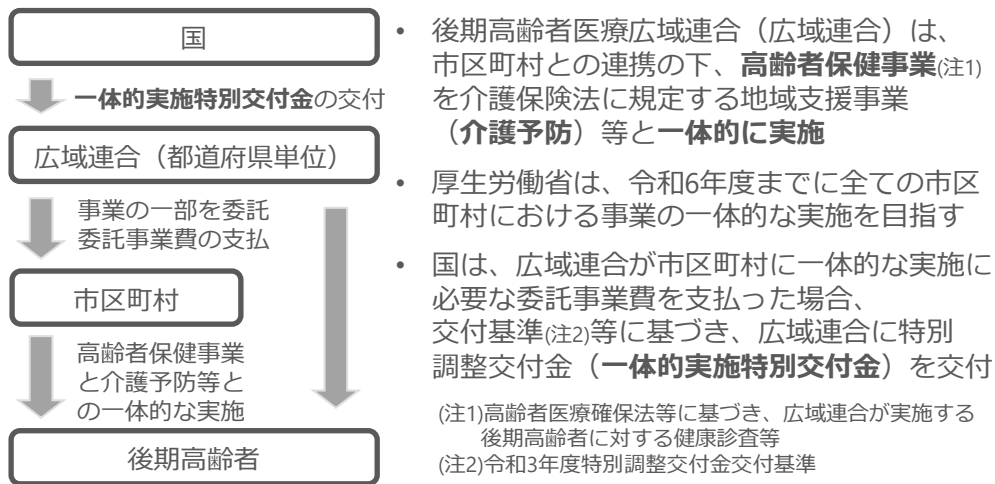 国
一体的実施特別交付金の交付
広域連合（都道府県単位）
事業の一部を委託
委託事業費の支払
市区町村
高齢者保健事業
と介護予防等と
の一体的な実施
後期高齢者
• 後期高齢者医療広域連合（広域連合）は、
市区町村との連携の下、高齢者保健事業(注1)
を介護保険法に規定する地域支援事業
（介護予防）等と一体的に実施
• 厚生労働省は、令和6年度までに全ての市区
町村における事業の一体的な実施を目指す
• 国は、広域連合が市区町村に一体的な実施に
必要な委託事業費を支払った場合、
交付基準(注2)等に基づき、広域連合に特別
調整交付金（一体的実施特別交付金）を交付
(注1)高齢者医療確保法等に基づき、広域連合が実施する
後期高齢者に対する健康診査等
(注2)令和3年度特別調整交付金交付基準